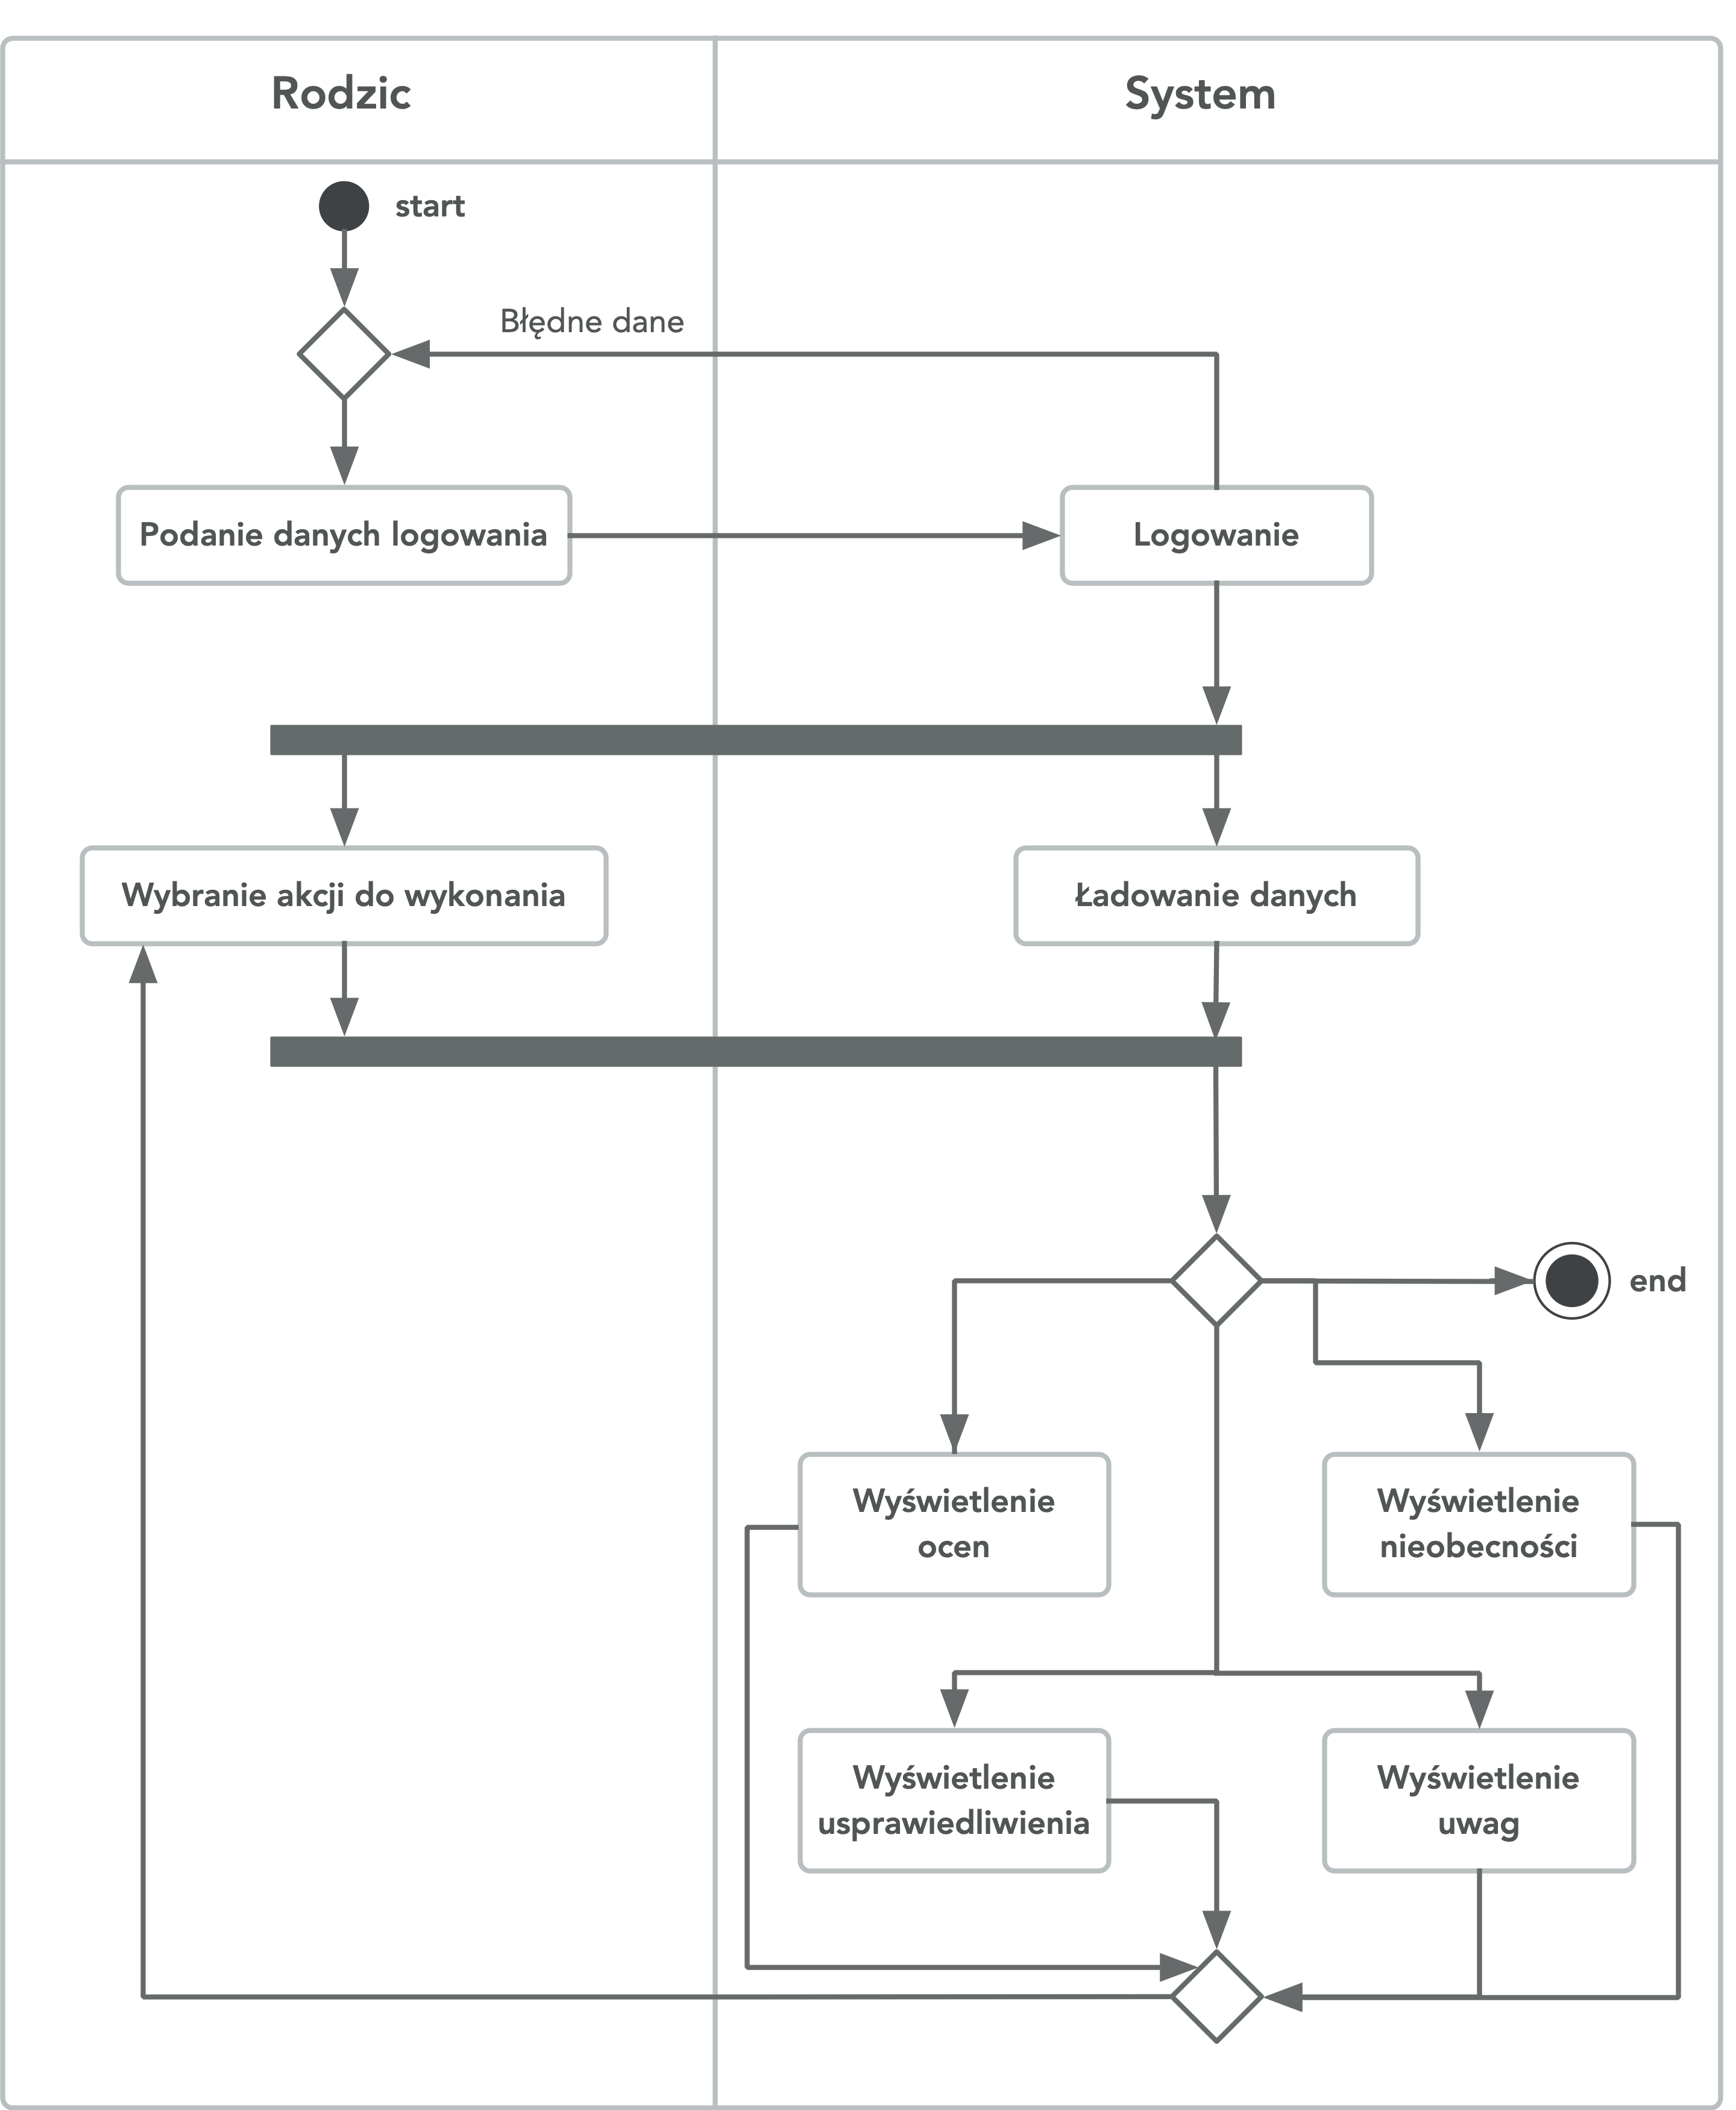 Rodzic
System
start
Błędne dane
Podanie danych logowania
Logowanie
Wybranie akcji do wykonania
Ładowanie danych
end
Wyświetlenie
ocen
Wyświetlenie
nieobecności
Wyświetlenie
usprawiedliwienia
Wyświetlenie
uwag